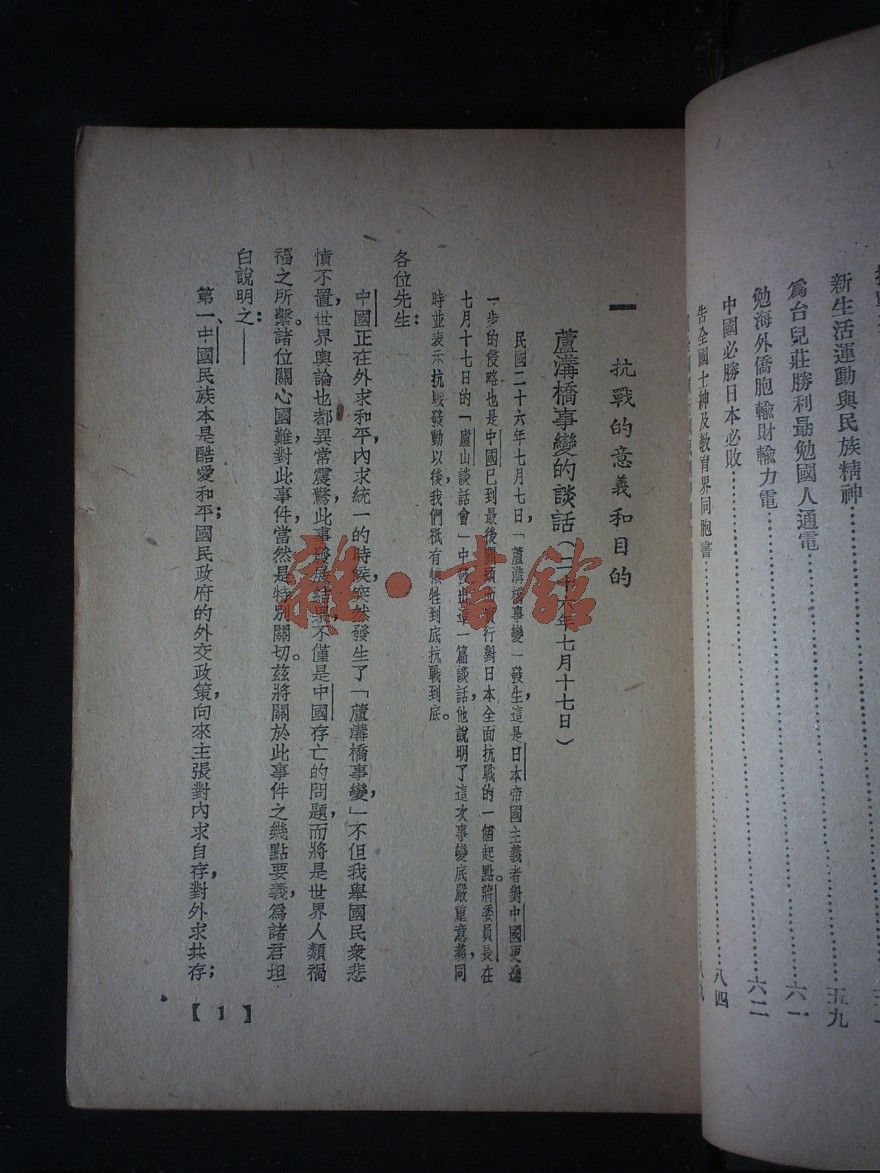 新生活運動與民族精神……五九
爲台兒莊勝利勗勉國人通電……六一
勉海外僑胞輸財輸力電……六二
中國必勝日本必敗……八四
告全國士紳及教育界同胞書
一 抗戰的意義和目的
蘆溝橋事變的談話(二十六年七月十七日)
民國二十六年七月七日,「蘆溝橋事變」發生,這是日本帝國主義者對中國更進
一步的侵略,也是中國已到最後關頭而實行對日本全面抗戰的一個起點。蔣委員長在
七月十七日的「廬山談話會」中發出這一篇談話,他說明了這次事變底嚴重意義,同
時並表示抗戰發動以後,我們祇有犧牲到底,抗戰到底。
各位先生:
中國正在外求和平,內求統一的時候,突然發生了「蘆溝橋事變」,不但我舉國民衆悲
憤不置,世界輿論也都異常震驚,此事發展結果,不僅是中國存亡的問題,而將是世界人類禍
福之所繫。諸位關心國難,對此事件,當然是特別關切,茲將關於此事件之幾點要義,爲諸君坦
白說明之:——
第一、中國民族本是酷愛和平,國民政府的外交政策,向來主張對內求自存,對外求共存;
【1】
雜·書館